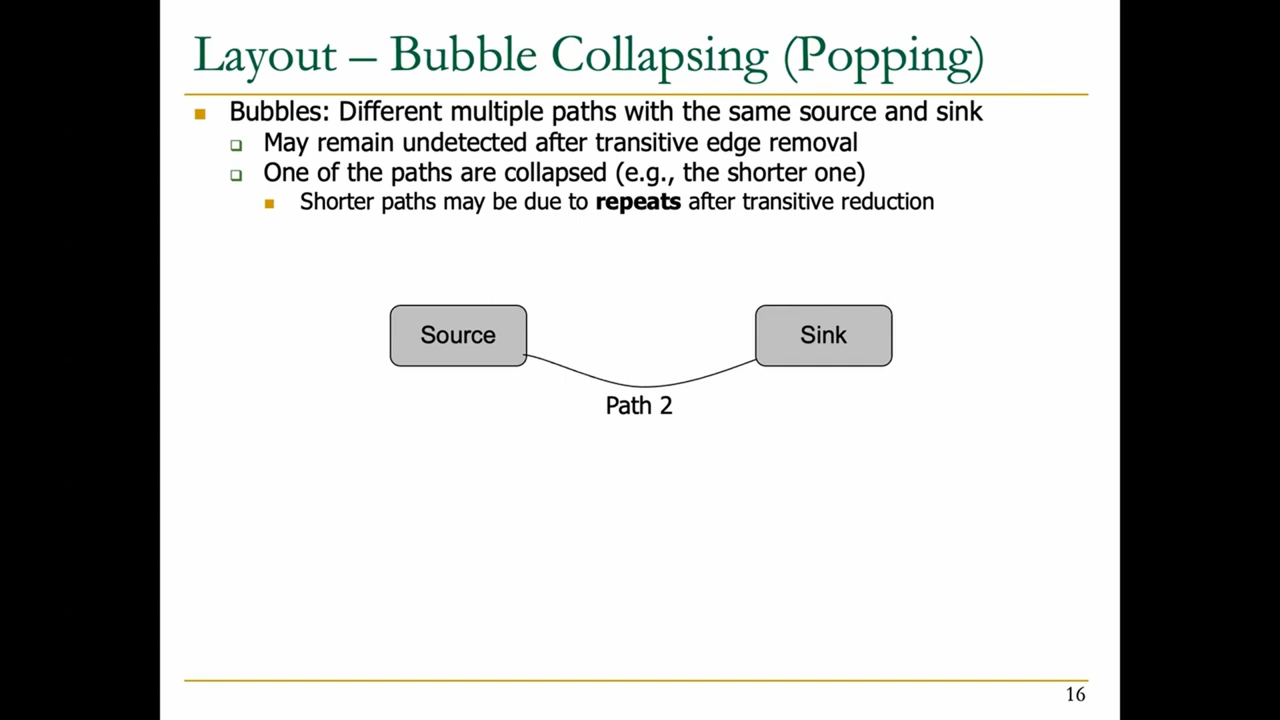 Layout – Bubble Collapsing (Popping)
Bubbles: Different multiple paths with the same source and sink
May remain undetected after transitive edge removal
One of the paths are collapsed (e.g., the shorter one)
Shorter paths may be due to repeats after transitive reduction
Source
Sink
Path 2
16